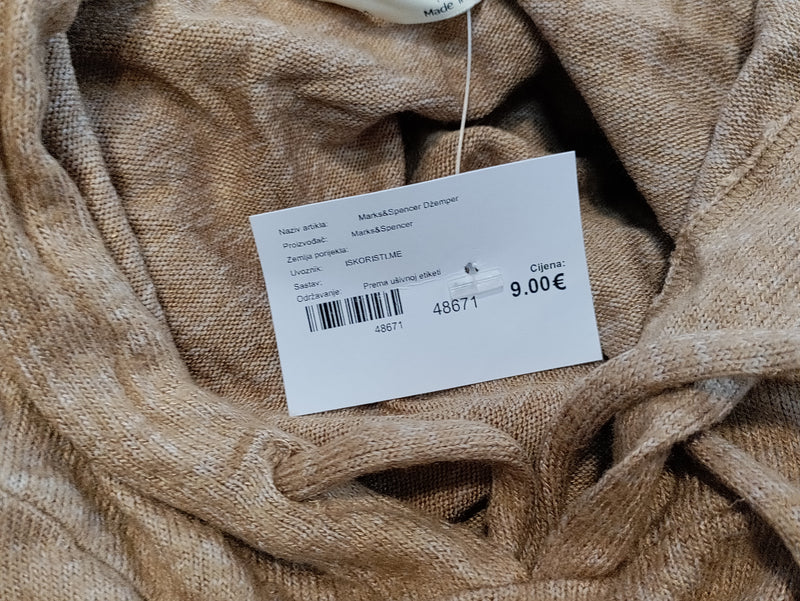 Made
Naziv artikla: Marks&Spencer Džemper
Proizvođač: Marks&Spencer
Zemlja porijekla:
Uvoznik: ISKORISTI.ME
Sastav:
Održavanje: Prema ušivnoj etiketi
48671
48671
Cijena:
9.00€